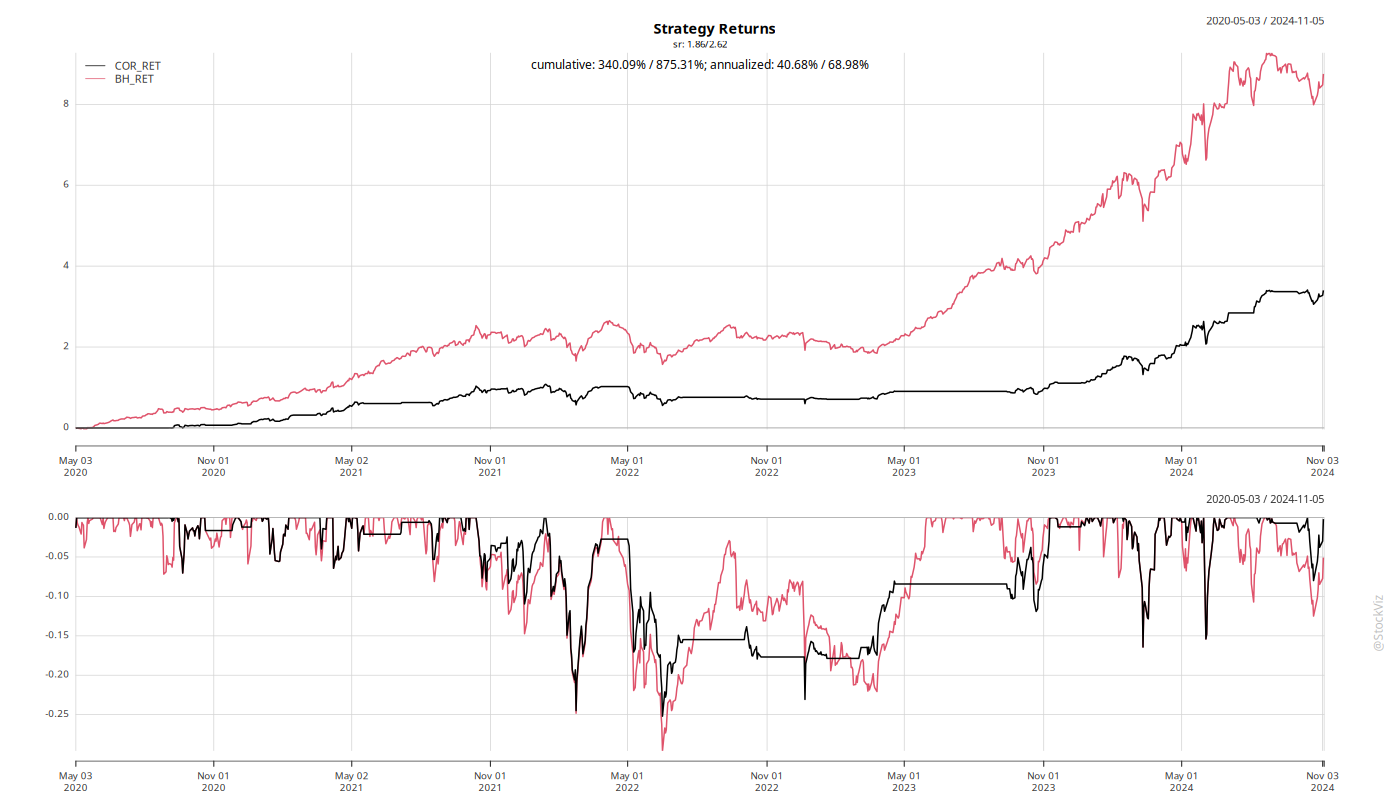 2020-05-03 / 2024-11-05
Strategy Returns
sr: 1.86/2.62
cumulative: 340.09% / 875.31%; annualized: 40.68% / 68.98%
COR_RET
BH_RET
8
6
4
2
0
May 03 Nov 01 May 02 Nov 01 May 01 Nov 01 May 01 Nov 01 May 01 Nov 03
2020 2020 2021 2021 2022 2022 2023 2023 2024 2024
2020-05-03 / 2024-11-05
0.00
-0.05
-0.10
-0.15
-0.20
-0.25
May 03 Nov 01 May 02 Nov 01 May 01 Nov 01 May 01 Nov 01 May 01 Nov 03
2020 2020 2021 2021 2022 2022 2023 2023 2024 2024
@StockViz